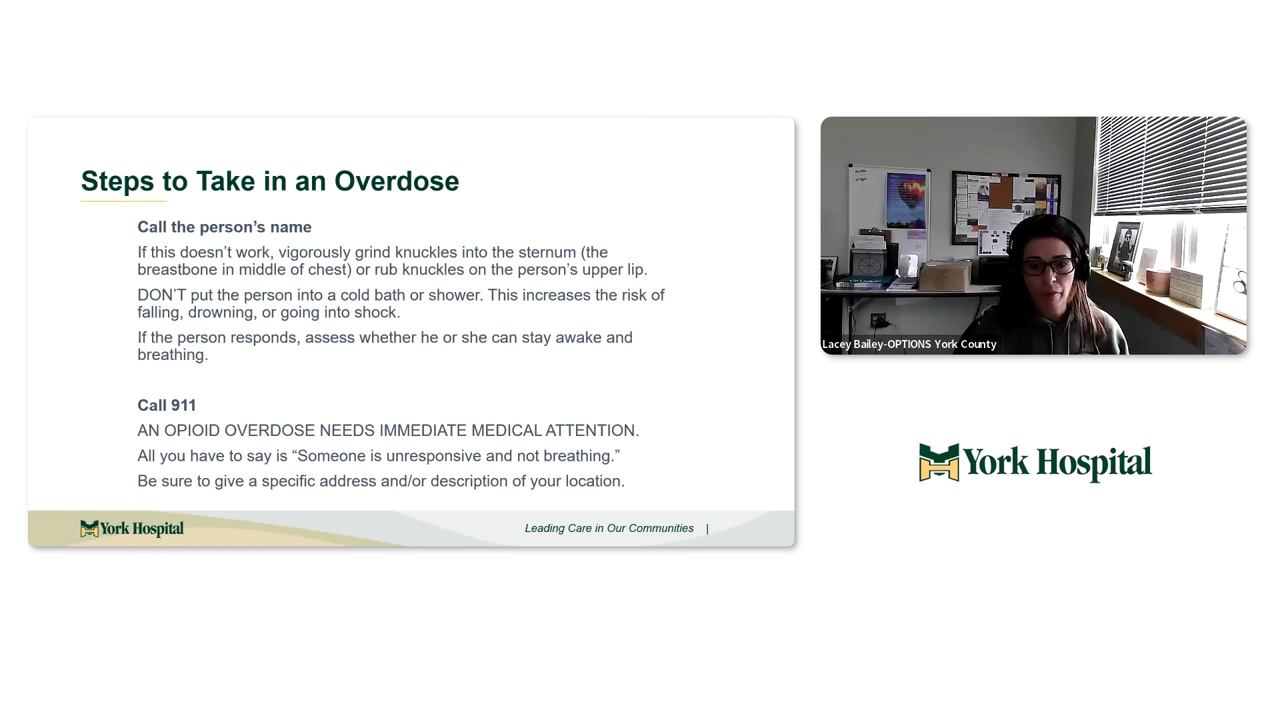 Steps to Take in an Overdose
Call the person’s name
If this doesn’t work, vigorously grind knuckles into the sternum (the
breastbone in middle of chest) or rub knuckles on the person’s upper lip.
DON’T put the person into a cold bath or shower. This increases the risk of
falling, drowning, or going into shock.
If the person responds, assess whether he or she can stay awake and
breathing.
Call 911
AN OPIOID OVERDOSE NEEDS IMMEDIATE MEDICAL ATTENTION.
All you have to say is “Someone is unresponsive and not breathing.”
Be sure to give a specific address and/or description of your location.
York Hospital
Leading Care in Our Communities |
Lacey Bailey-OPTIONS York County
York Hospital